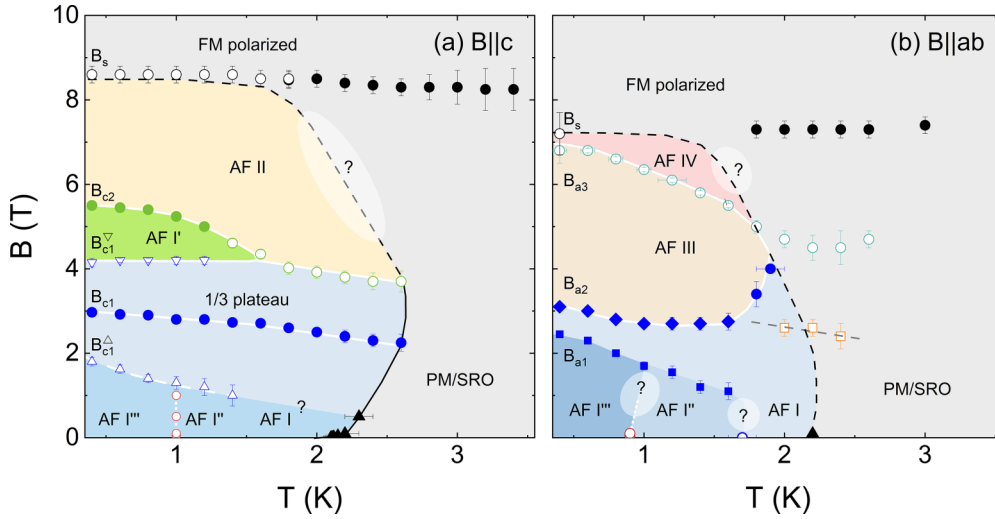 10
8
6
4
2
0
B (T)
FM polarized
(a) B||c
Bs
AF II
?
Bc2
AF I'
Bc1▽
1/3 plateau
Bc1
Bc1△
PM/SRO
?
AF I'''
AF I''
AF I
1
2
3
T (K)
(b) B||ab
FM polarized
Bs
AF IV
?
Ba3
AF III
Ba2
Ba1
?
PM/SRO
AF I'''
AF I''
?
AF I
1
2
3
T (K)